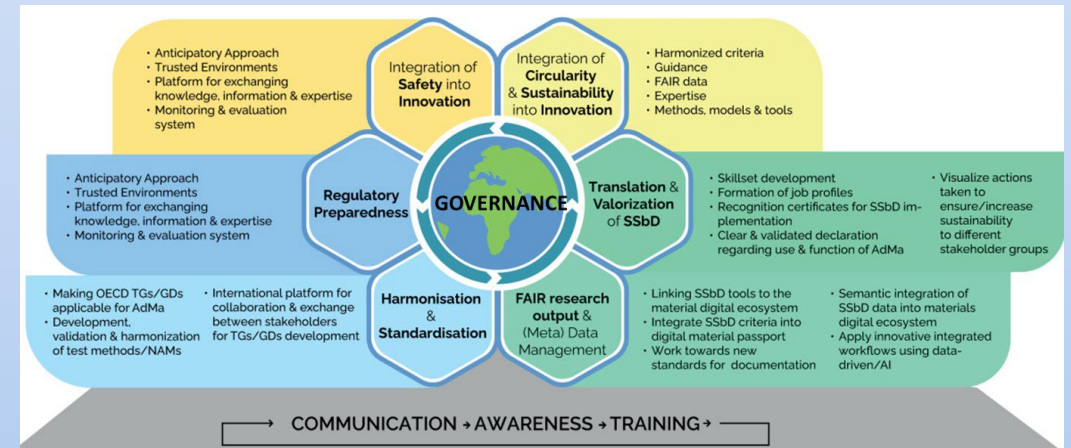 • Anticipatory Approach
• Trusted Environments
• Platform for exchanging
knowledge, information & expertise
• Monitoring & evaluation
system
Integration of
Safety into
Innovation
Integration of
Circularity
& Sustainability
into Innovation
• Harmonized criteria
• Guidance
• FAIR data
• Expertise
• Methods, models & tools
• Anticipatory Approach
• Trusted Environments
• Platform for exchanging
knowledge, information & expertise
• Monitoring & evaluation system
Regulatory
Preparedness
GOVERNANCE
Translation &
Valorization
of SSbD
• Skillset development
• Formation of job profiles
• Recognition certificates for SSbD im-
plementation
• Clear & validated declaration
regarding use & function of AdMa
• Visualize actions
taken to
ensure/increase
sustainability
to different
stakeholder groups
• Making OECD TGs/GDs
applicable for AdMa
• Development,
validation & harmonization
of test methods/NAMs
• International platform for
collaboration & exchange
between stakeholders
for TGs/GDs development
Harmonisation
&
Standardisation
FAIR research
output &
(Meta) Data
Management
• Linking SSbD tools to the
material digital ecosystem
• Integrate SSbD criteria into
digital material passport
• Work towards new
standards for documentation
• Semantic integration of
SSbD data into materials
digital ecosystem
• Apply innovative integrated
workflows using data-
driven/AI
COMMUNICATION → AWARENESS → TRAINING →